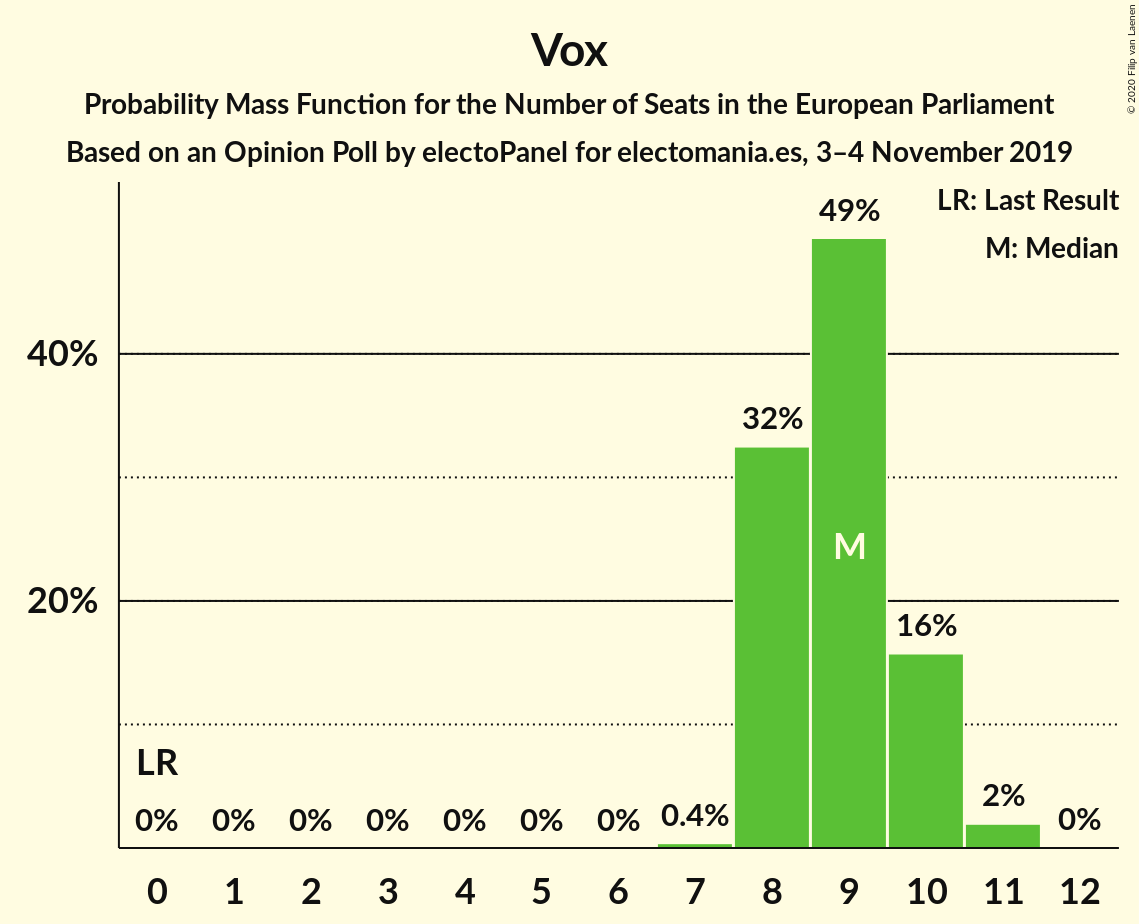 Vox
Probability Mass Function for the Number of Seats in the European Parliament
Based on an Opinion Poll by electoPanel for electomania.es, 3–4 November 2019
© 2020 Filip van Laenen
LR: Last Result
M: Median
49%
40%
32%
M
20%
16%
LR
0% 0% 0% 0% 0% 0% 0% 0.4% 2% 0%
0 1 2 3 4 5 6 7 8 9 10 11 12